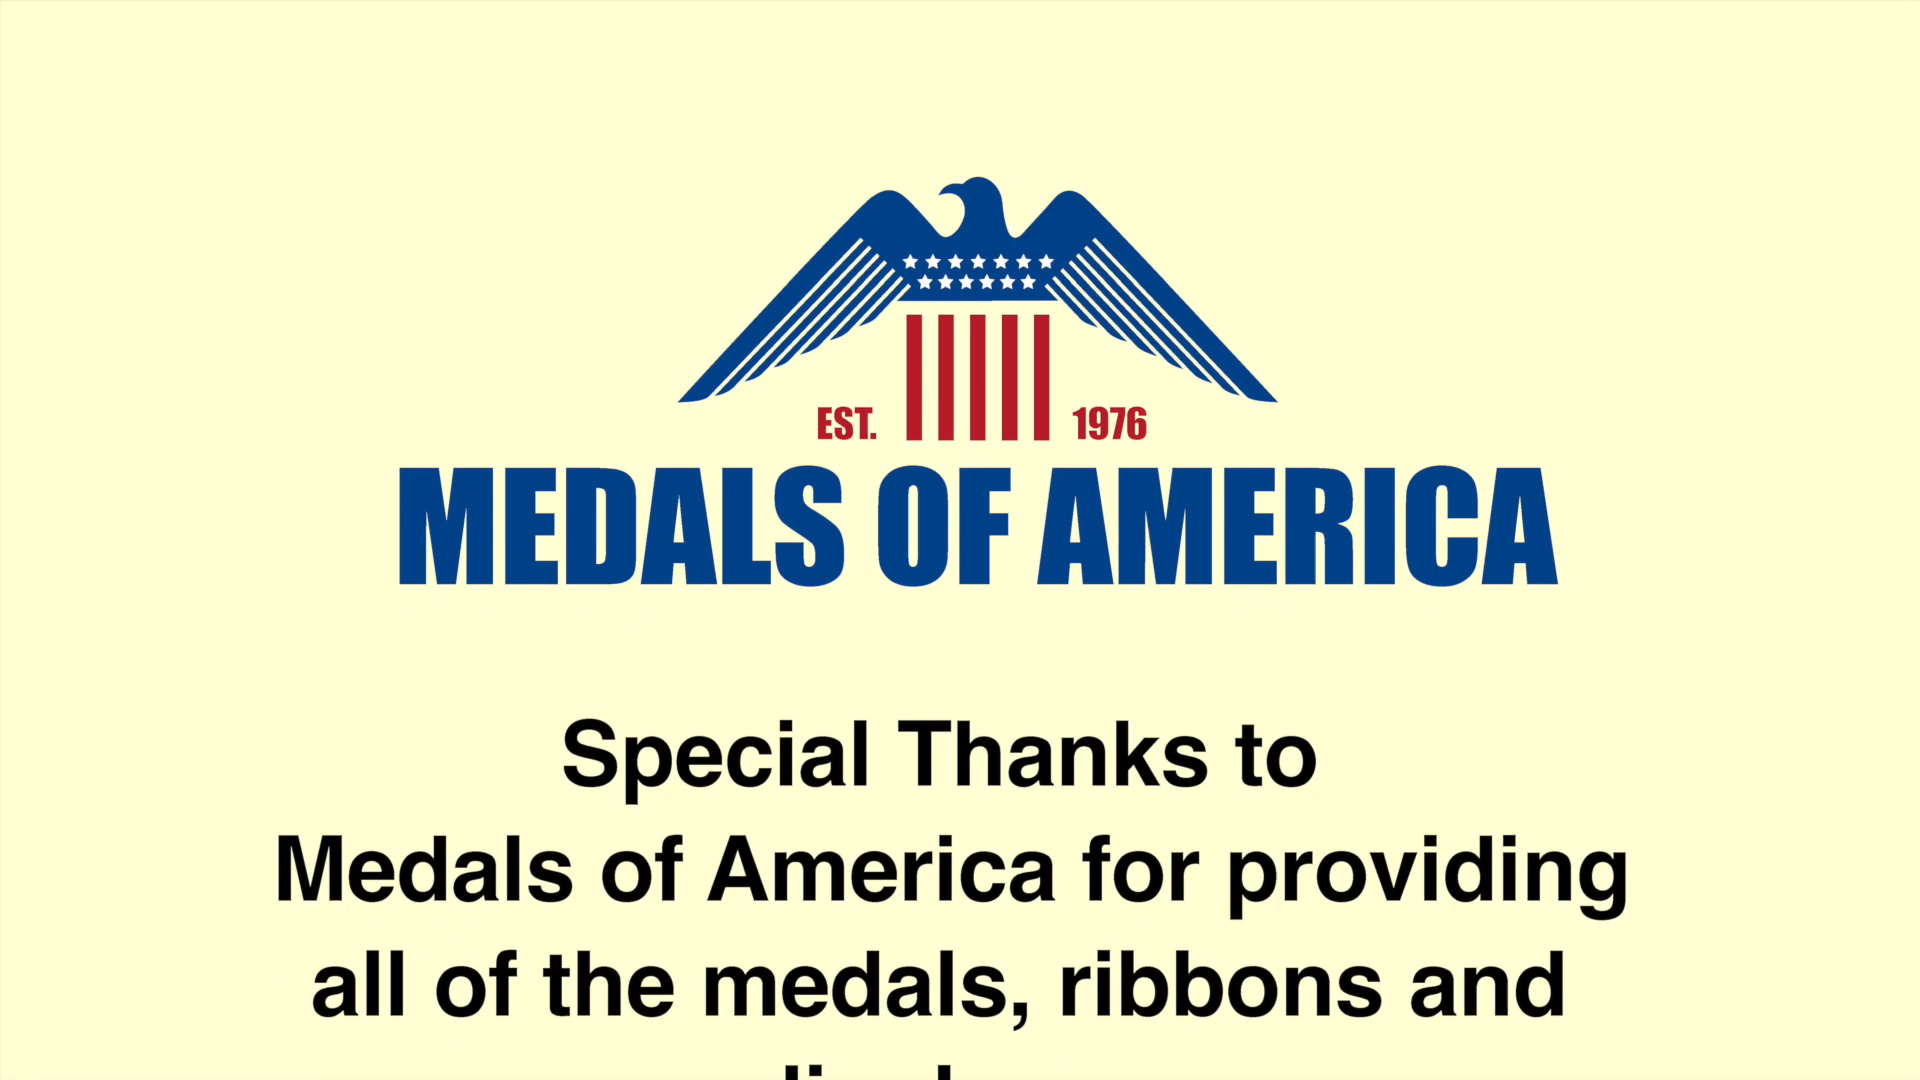 EST. 1976
MEDALS OF AMERICA
Special Thanks to
Medals of America for providing
all of the medals, ribbons and